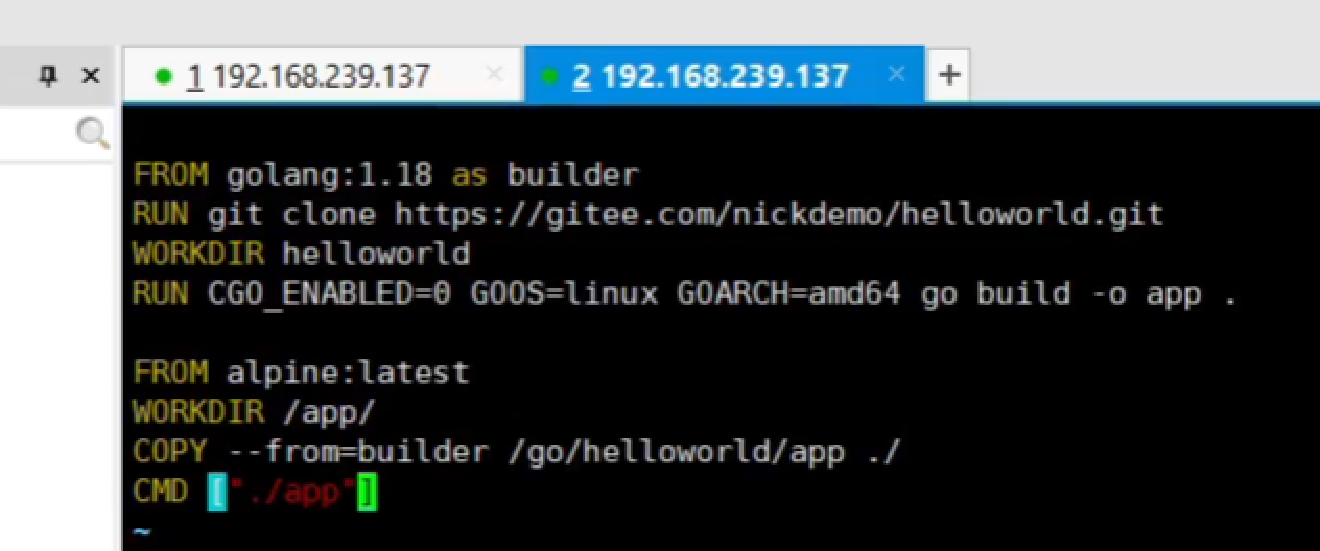 1 192.168.239.137 × 2 192.168.239.137 × +
FROM golang:1.18 as builder
RUN git clone https://gitee.com/nickdemo/helloworld.git
WORKDIR helloworld
RUN CGO_ENABLED=0 GOOS=linux GOARCH=amd64 go build -o app .
FROM alpine:latest
WORKDIR /app/
COPY --from=builder /go/helloworld/app ./
CMD ["./app"]
~